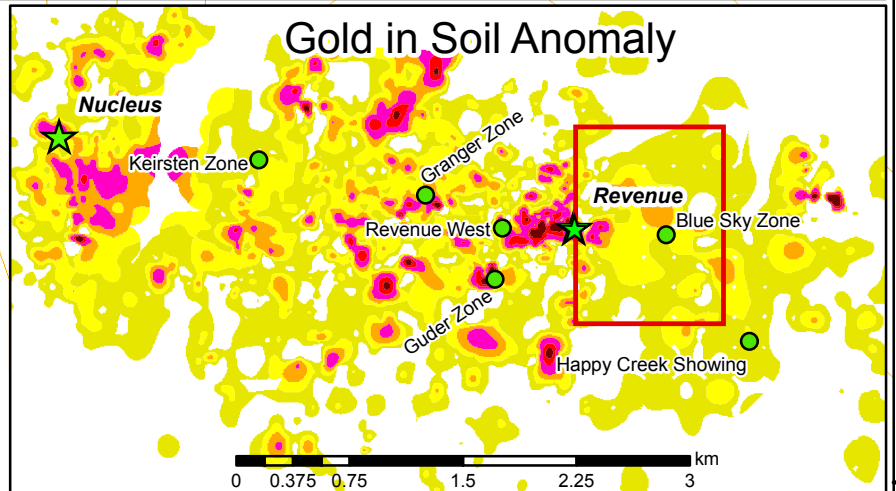 Gold in Soil Anomaly
Nucleus
Keirsten Zone
Granger Zone
Revenue
Revenue West
Blue Sky Zone
Guder Zone
Happy Creek Showing
km
0 0.375 0.75 1.5 2.25 3